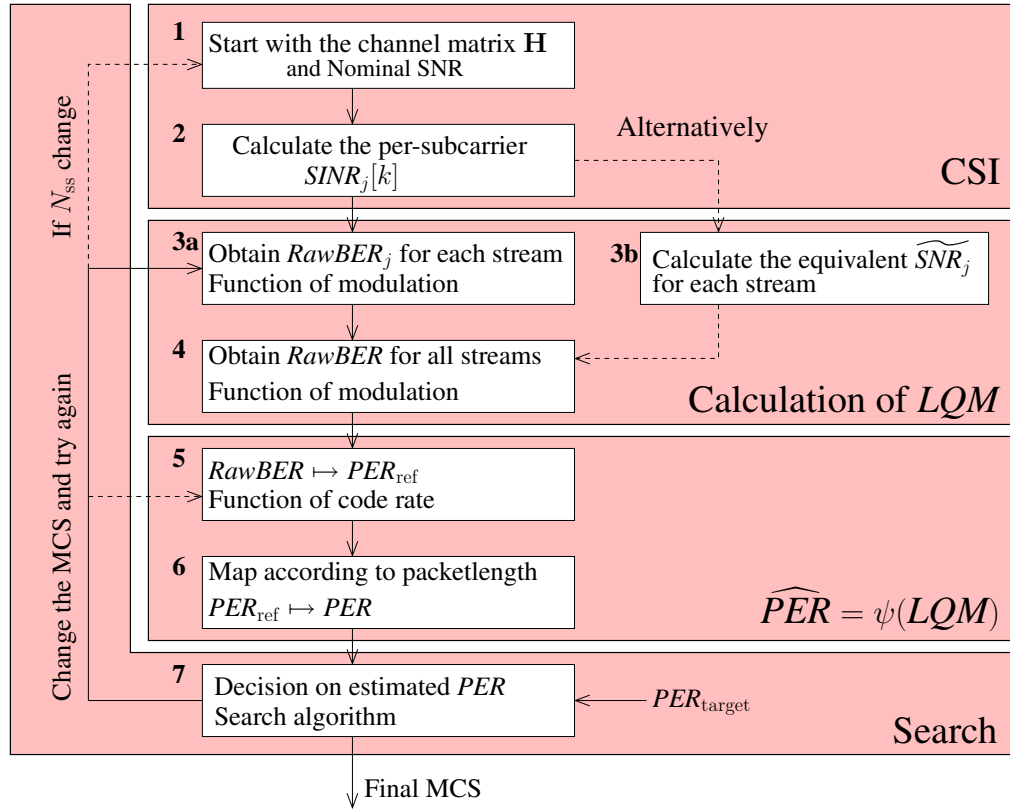 1
Start with the channel matrix H
and Nominal SNR
2
Calculate the per-subcarrier
SINR_j[k]
Alternatively
CSI
If N_ss change
3a
Obtain RawBER_j for each stream
Function of modulation
3b
Calculate the equivalent \widetilde{SNR}_j
for each stream
4
Obtain RawBER for all streams
Function of modulation
Calculation of LQM
Change the MCS and try again
5
RawBER ↦ PER_ref
Function of code rate
6
Map according to packetlength
PER_ref ↦ PER
\widehat{PER} = ψ(LQM)
7
Decision on estimated PER
Search algorithm
PER_target
Search
Final MCS